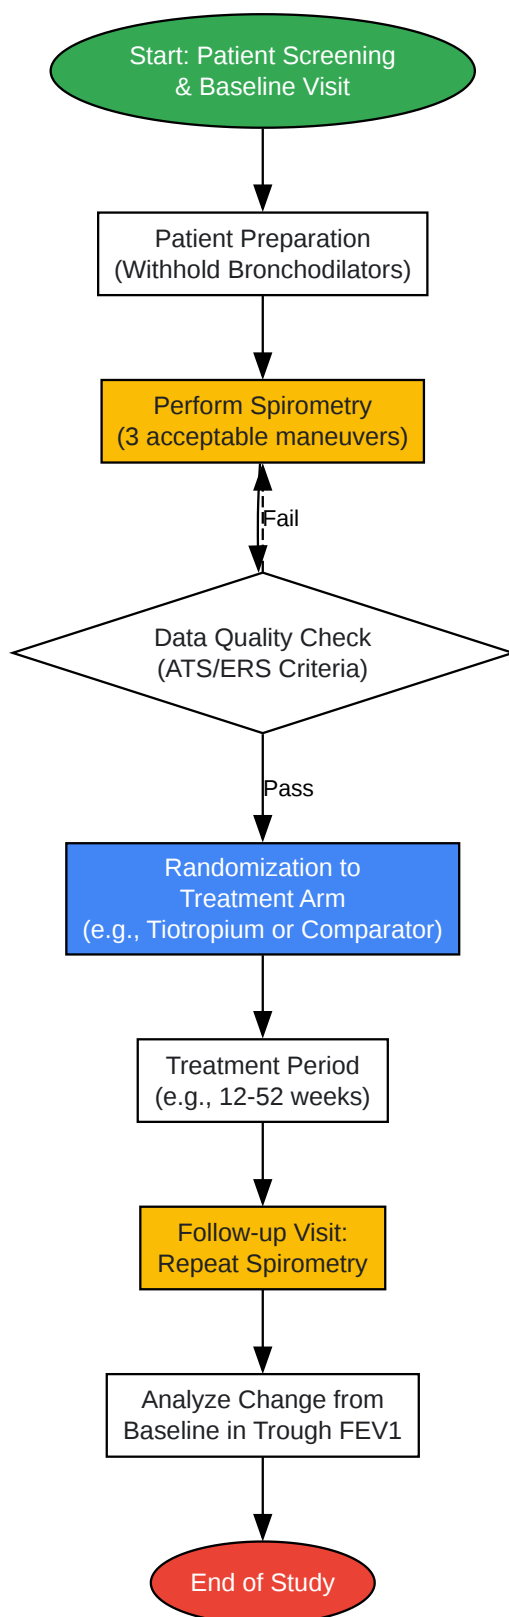 Start: Patient Screening
& Baseline Visit
Patient Preparation
(Withhold Bronchodilators)
Perform Spirometry
(3 acceptable maneuvers)
Fail
Data Quality Check
(ATS/ERS Criteria)
Pass
Randomization to
Treatment Arm
(e.g., Tiotropium or Comparator)
Treatment Period
(e.g., 12-52 weeks)
Follow-up Visit:
Repeat Spirometry
Analyze Change from
Baseline in Trough FEV1
End of Study